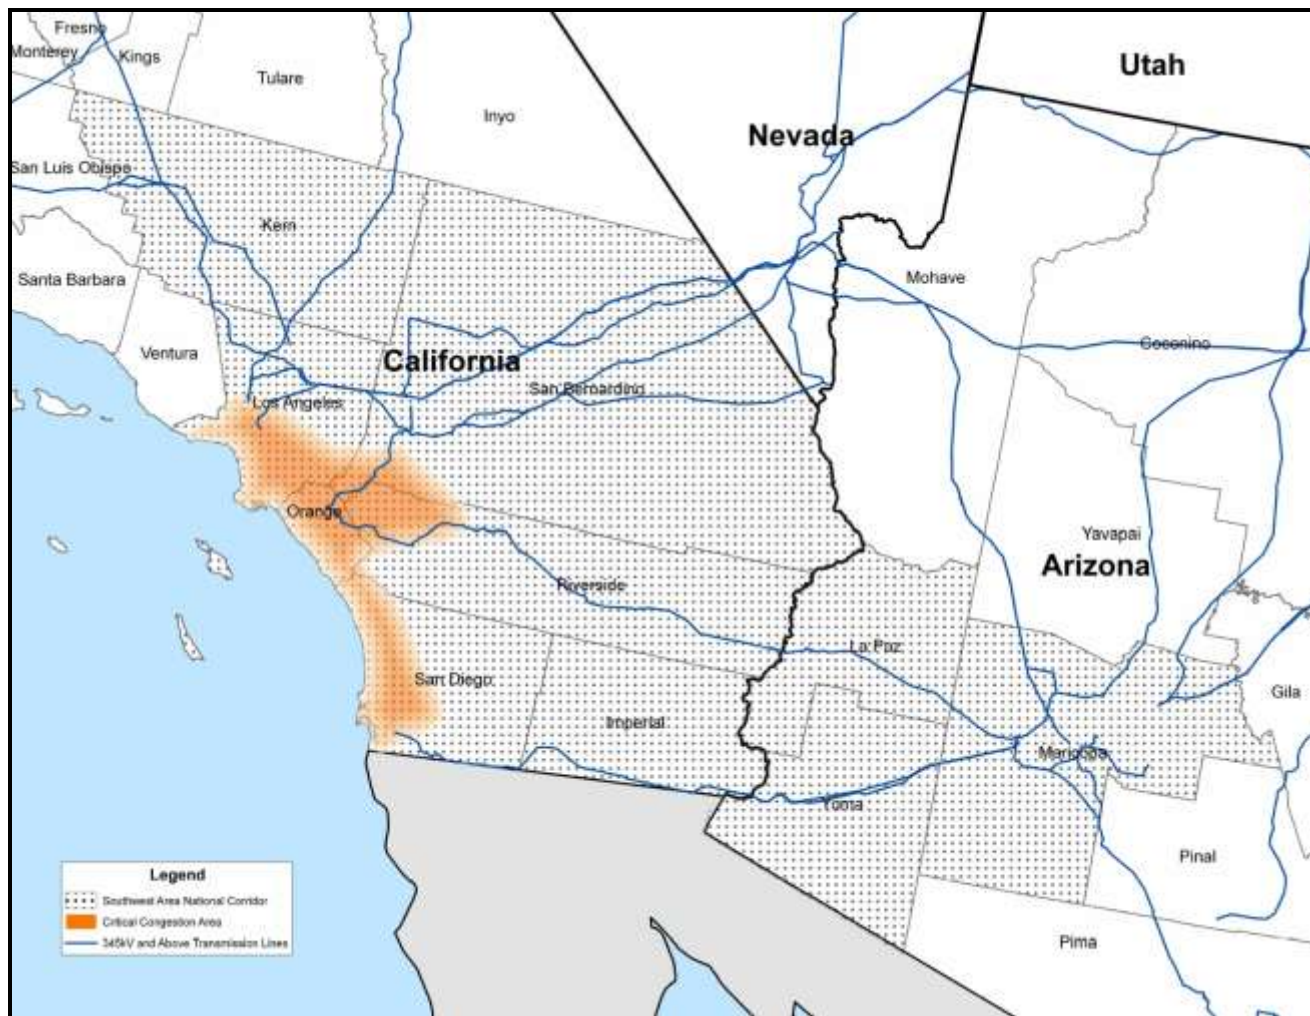 Fresno
Monterey
Kings
Tulare
Inyo
Utah
Nevada
San Luis Obispo
Kern
Santa Barbara
Mohave
Ventura
California
Coconino
San Bernardino
Los Angeles
Orange
Yavapai
Arizona
Riverside
La Paz
San Diego
Gila
Imperial
Maricopa
Yuma
Pinal
Pima
Legend
Southwest Area National Corridor
Critical Congestion Area
345kV and Above Transmission Lines